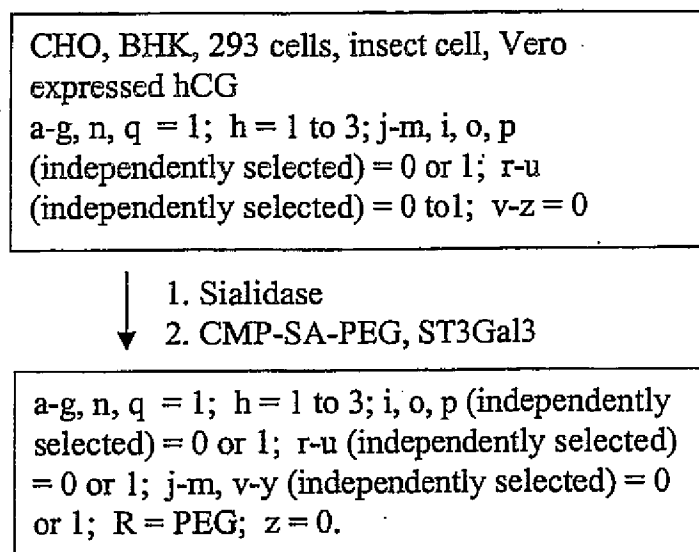 CHO, BHK, 293 cells, insect cell, Vero
expressed hCG
a-g, n, q = 1; h = 1 to 3; j-m, i, o, p
(independently selected) = 0 or 1; r-u
(independently selected) = 0 to1; v-z = 0
1. Sialidase
2. CMP-SA-PEG, ST3Gal3
a-g, n, q = 1; h = 1 to 3; i, o, p (independently
selected) = 0 or 1; r-u (independently selected)
= 0 or 1; j-m, v-y (independently selected) = 0
or 1; R = PEG; z = 0.